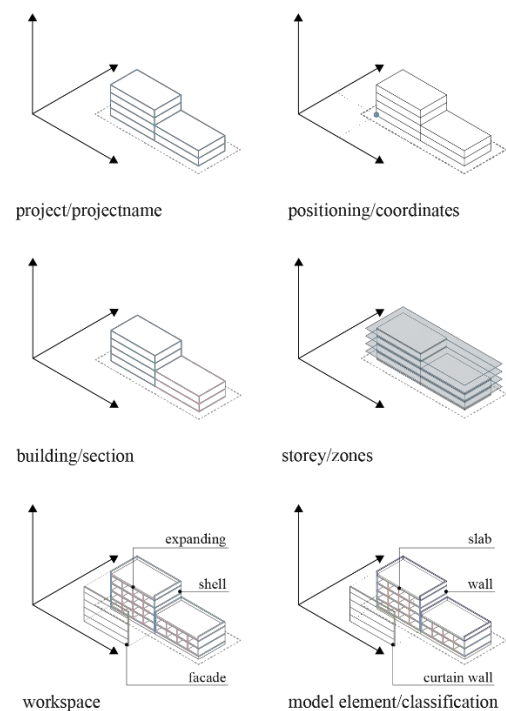 project/projectname
positioning/coordinates
building/section
storey/zones
expanding
shell
facade
workspace
slab
wall
curtain wall
model element/classification